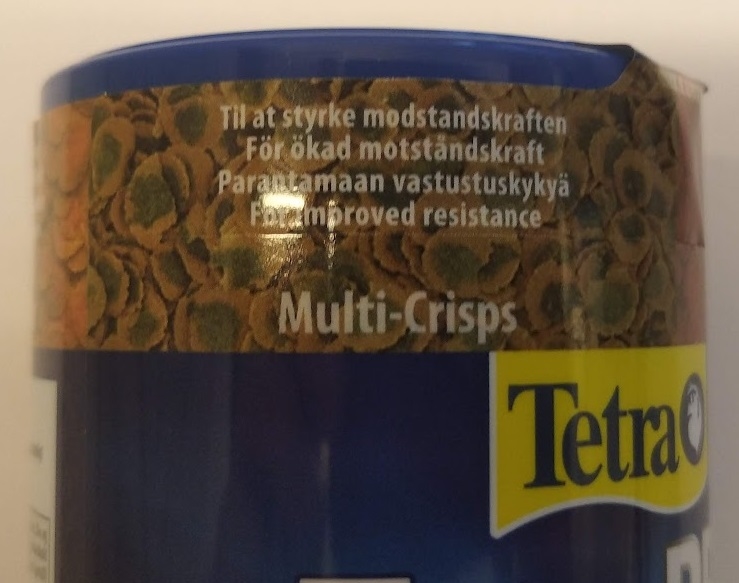 Til at styrke modstandskraften
För ökad motståndskraft
Parantamaan vastustuskykyä
For improved resistance
Multi-Crisps
Tetra